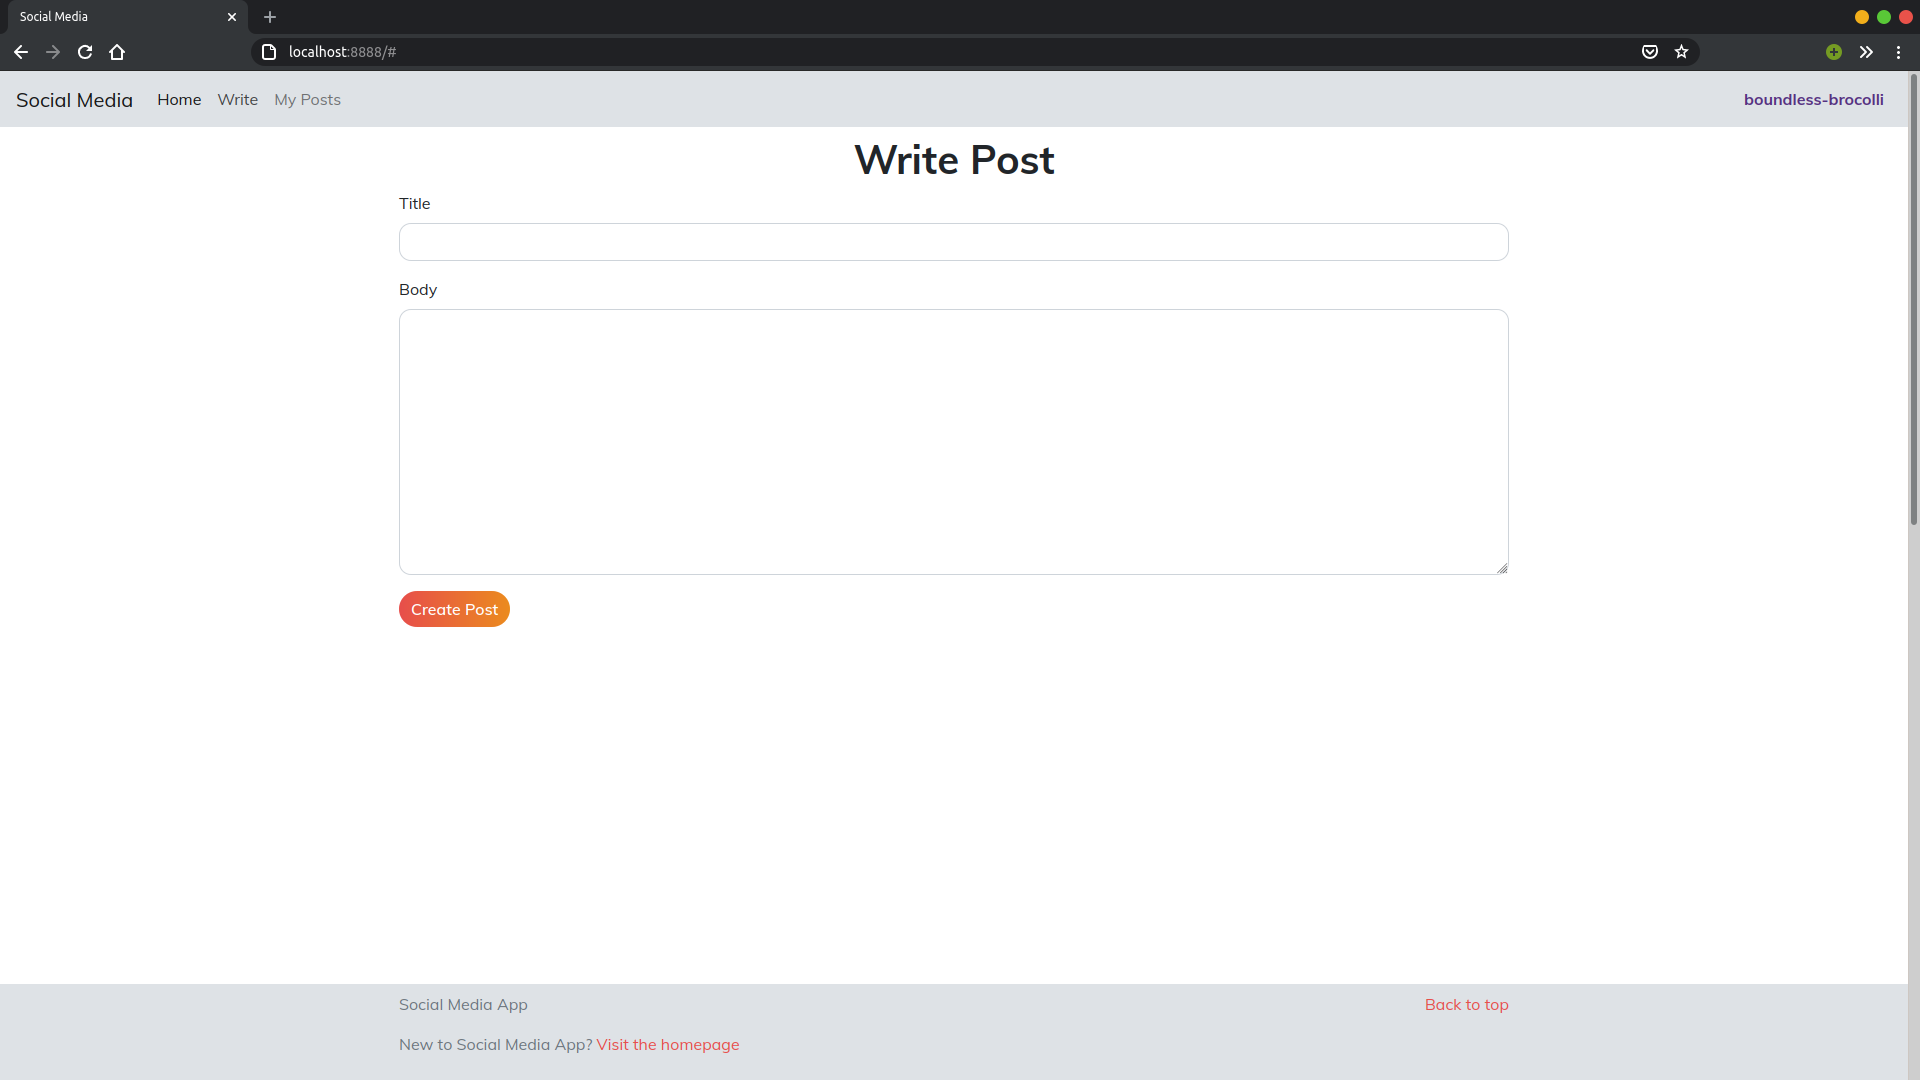 Social Media
localhost:8888/#
Social Media Home Write My Posts boundless-brocolli
Write Post
Title
Body
Create Post
Social Media App Back to top
New to Social Media App? Visit the homepage